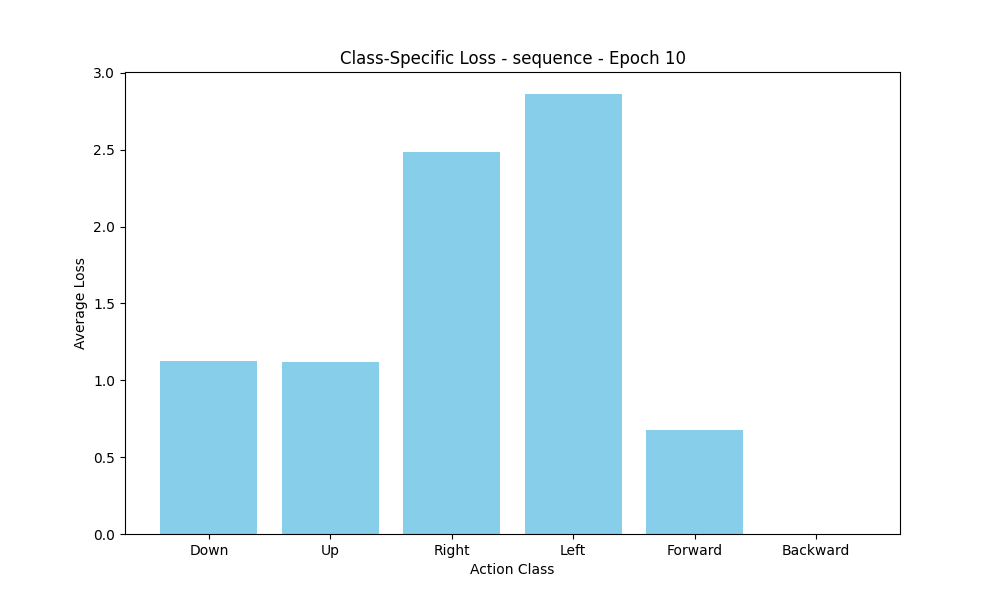 Class-Specific Loss - sequence - Epoch 10
3.0
2.5
2.0
1.5
1.0
0.5
0.0
Average Loss
Down Up Right Left Forward Backward
Action Class